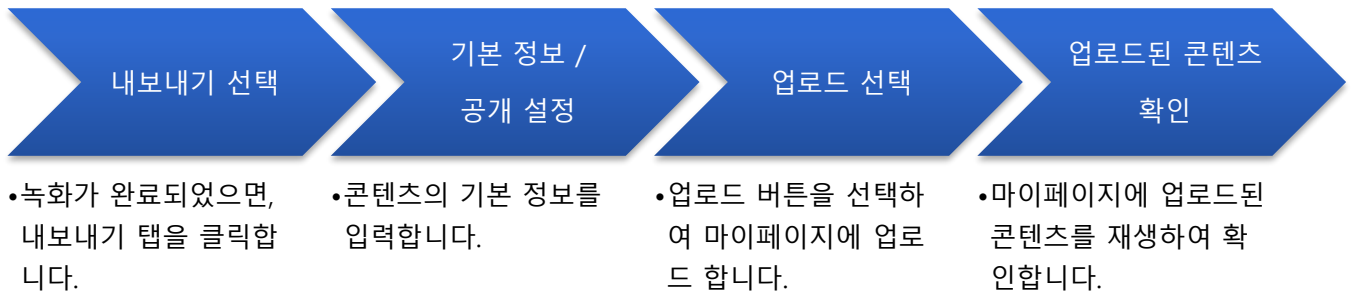 내보내기 선택
기본 정보 /
공개 설정
업로드 선택
업로드된 콘텐츠
확인
•녹화가 완료되었으면,
내보내기 탭을 클릭합
니다.
•콘텐츠의 기본 정보를
입력합니다.
•업로드 버튼을 선택하
여 마이페이지에 업로
드 합니다.
•마이페이지에 업로드된
콘텐츠를 재생하여 확
인합니다.